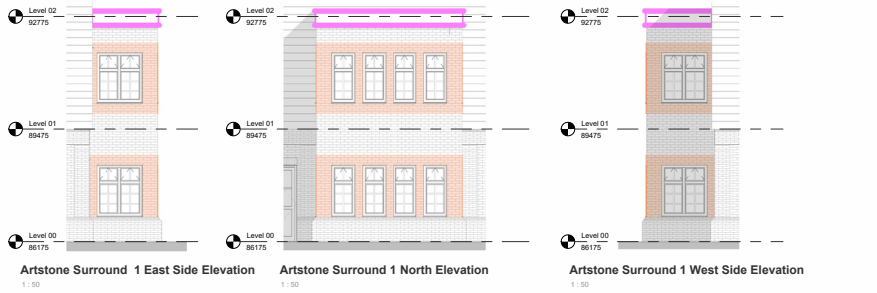 Level 02
92775
Level 01
89475
Level 00
86175
Artstone Surround 1 East Side Elevation
1 : 50
Level 02
92775
Level 01
89475
Level 00
86175
Artstone Surround 1 North Elevation
1 : 50
Level 02
92775
Level 01
89475
Level 00
86175
Artstone Surround 1 West Side Elevation
1 : 50